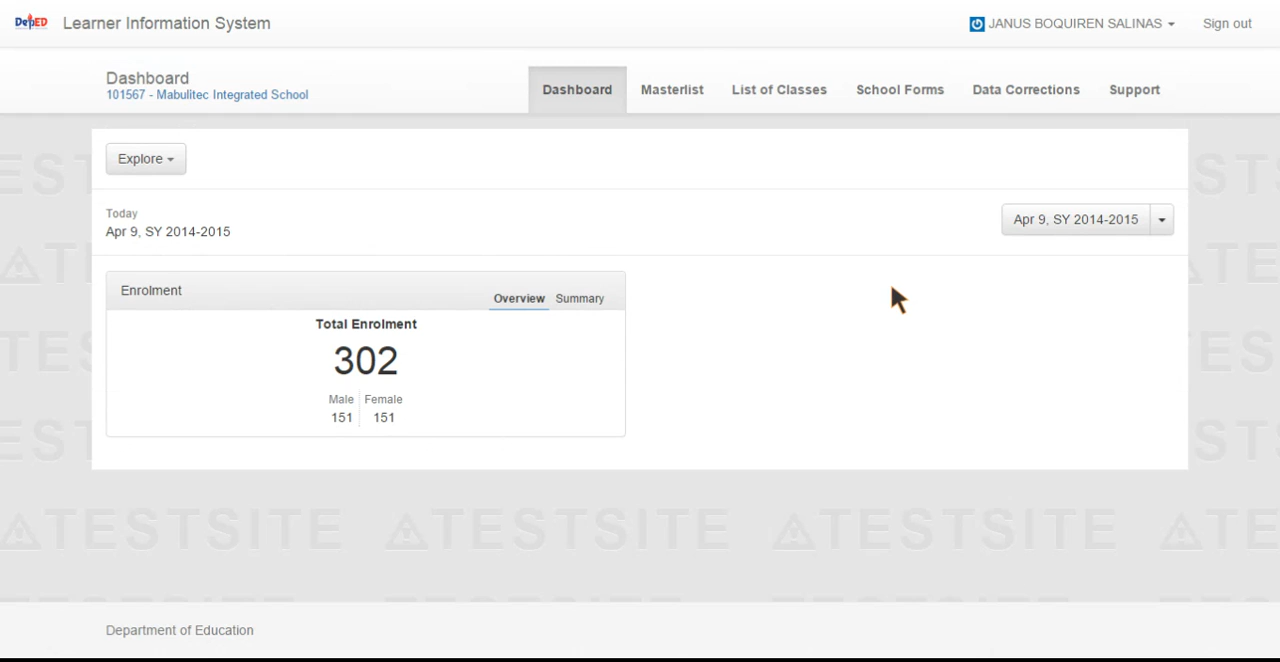 DepED Learner Information System
JANUS BOQUIREN SALINAS
Sign out
Dashboard
101567 - Mabulitec Integrated School
Dashboard
Masterlist
List of Classes
School Forms
Data Corrections
Support
Explore
Today
Apr 9, SY 2014-2015
Apr 9, SY 2014-2015
Enrolment
Overview
Summary
Total Enrolment
302
Male Female
151 151
TESTSITE TESTSITE
Department of Education